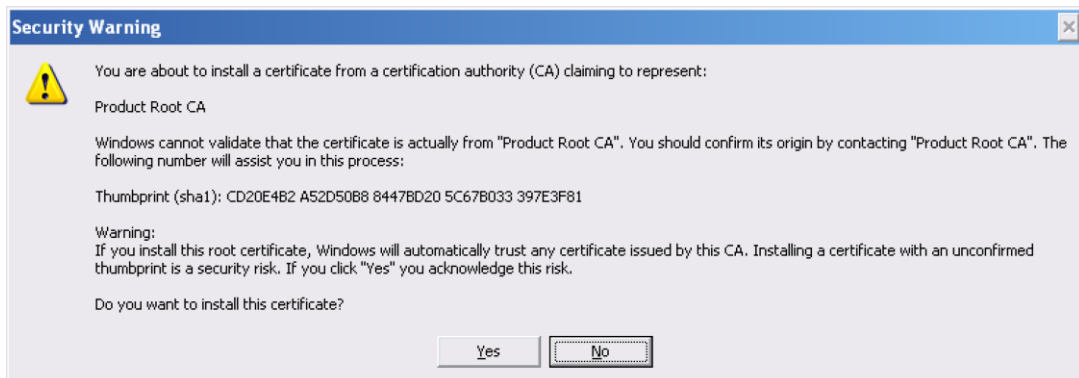 Security Warning
You are about to install a certificate from a certification authority (CA) claiming to represent:
Product Root CA
Windows cannot validate that the certificate is actually from "Product Root CA". You should confirm its origin by contacting "Product Root CA". The
following number will assist you in this process:
Thumbprint (sha1): CD20E4B2 A52D50B8 8447BD20 5C67B033 397E3F81
Warning:
If you install this root certificate, Windows will automatically trust any certificate issued by this CA. Installing a certificate with an unconfirmed
thumbprint is a security risk. If you click "Yes" you acknowledge this risk.
Do you want to install this certificate?
Yes No